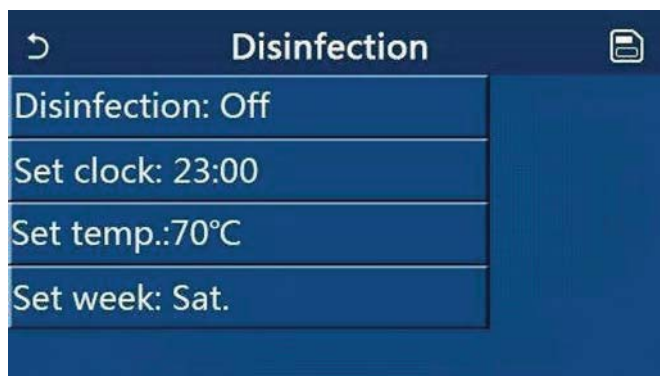 Disinfection
Disinfection: Off
Set clock: 23:00
Set temp.:70℃
Set week: Sat.